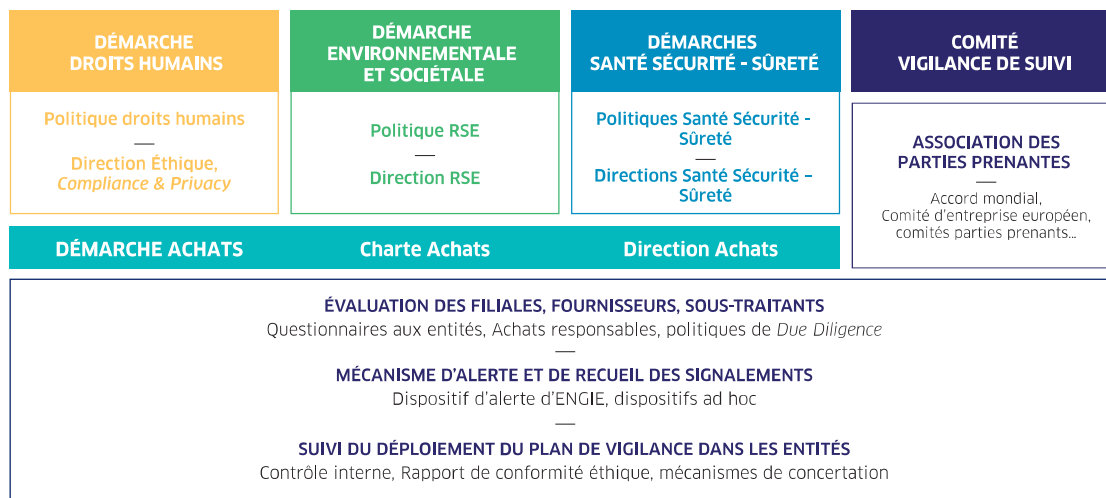 DÉMARCHE
DROITS HUMAINS
Politique droits humains
Direction Éthique,
Compliance & Privacy
DÉMARCHE
ENVIRONNEMENTALE
ET SOCIÉTALE
Politique RSE
Direction RSE
DÉMARCHES
SANTÉ SÉCURITÉ - SÛRETÉ
Politiques Santé Sécurité -
Sûreté
Directions Santé Sécurité –
Sûreté
COMITÉ
VIGILANCE DE SUIVI
ASSOCIATION DES
PARTIES PRENANTES
Accord mondial,
Comité d'entreprise européen,
comités parties prenants...
DÉMARCHE ACHATS
Charte Achats
Direction Achats
ÉVALUATION DES FILIALES, FOURNISSEURS, SOUS-TRAITANTS
Questionnaires aux entités, Achats responsables, politiques de Due Diligence
MÉCANISME D'ALERTE ET DE RECUEIL DES SIGNALEMENTS
Dispositif d'alerte d'ENGIE, dispositifs ad hoc
SUIVI DU DÉPLOIEMENT DU PLAN DE VIGILANCE DANS LES ENTITÉS
Contrôle interne, Rapport de conformité éthique, mécanismes de concertation